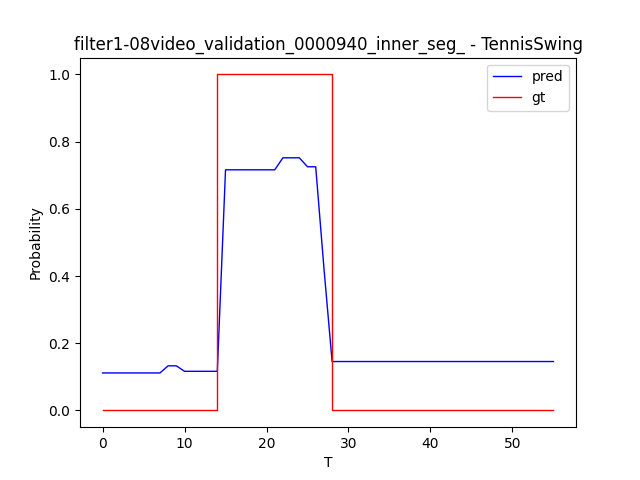 filter1-08video_validation_0000940_inner_seg_ - TennisSwing
pred
gt
Probability
1.0
0.8
0.6
0.4
0.2
0.0
0 10 20 30 40 50
T